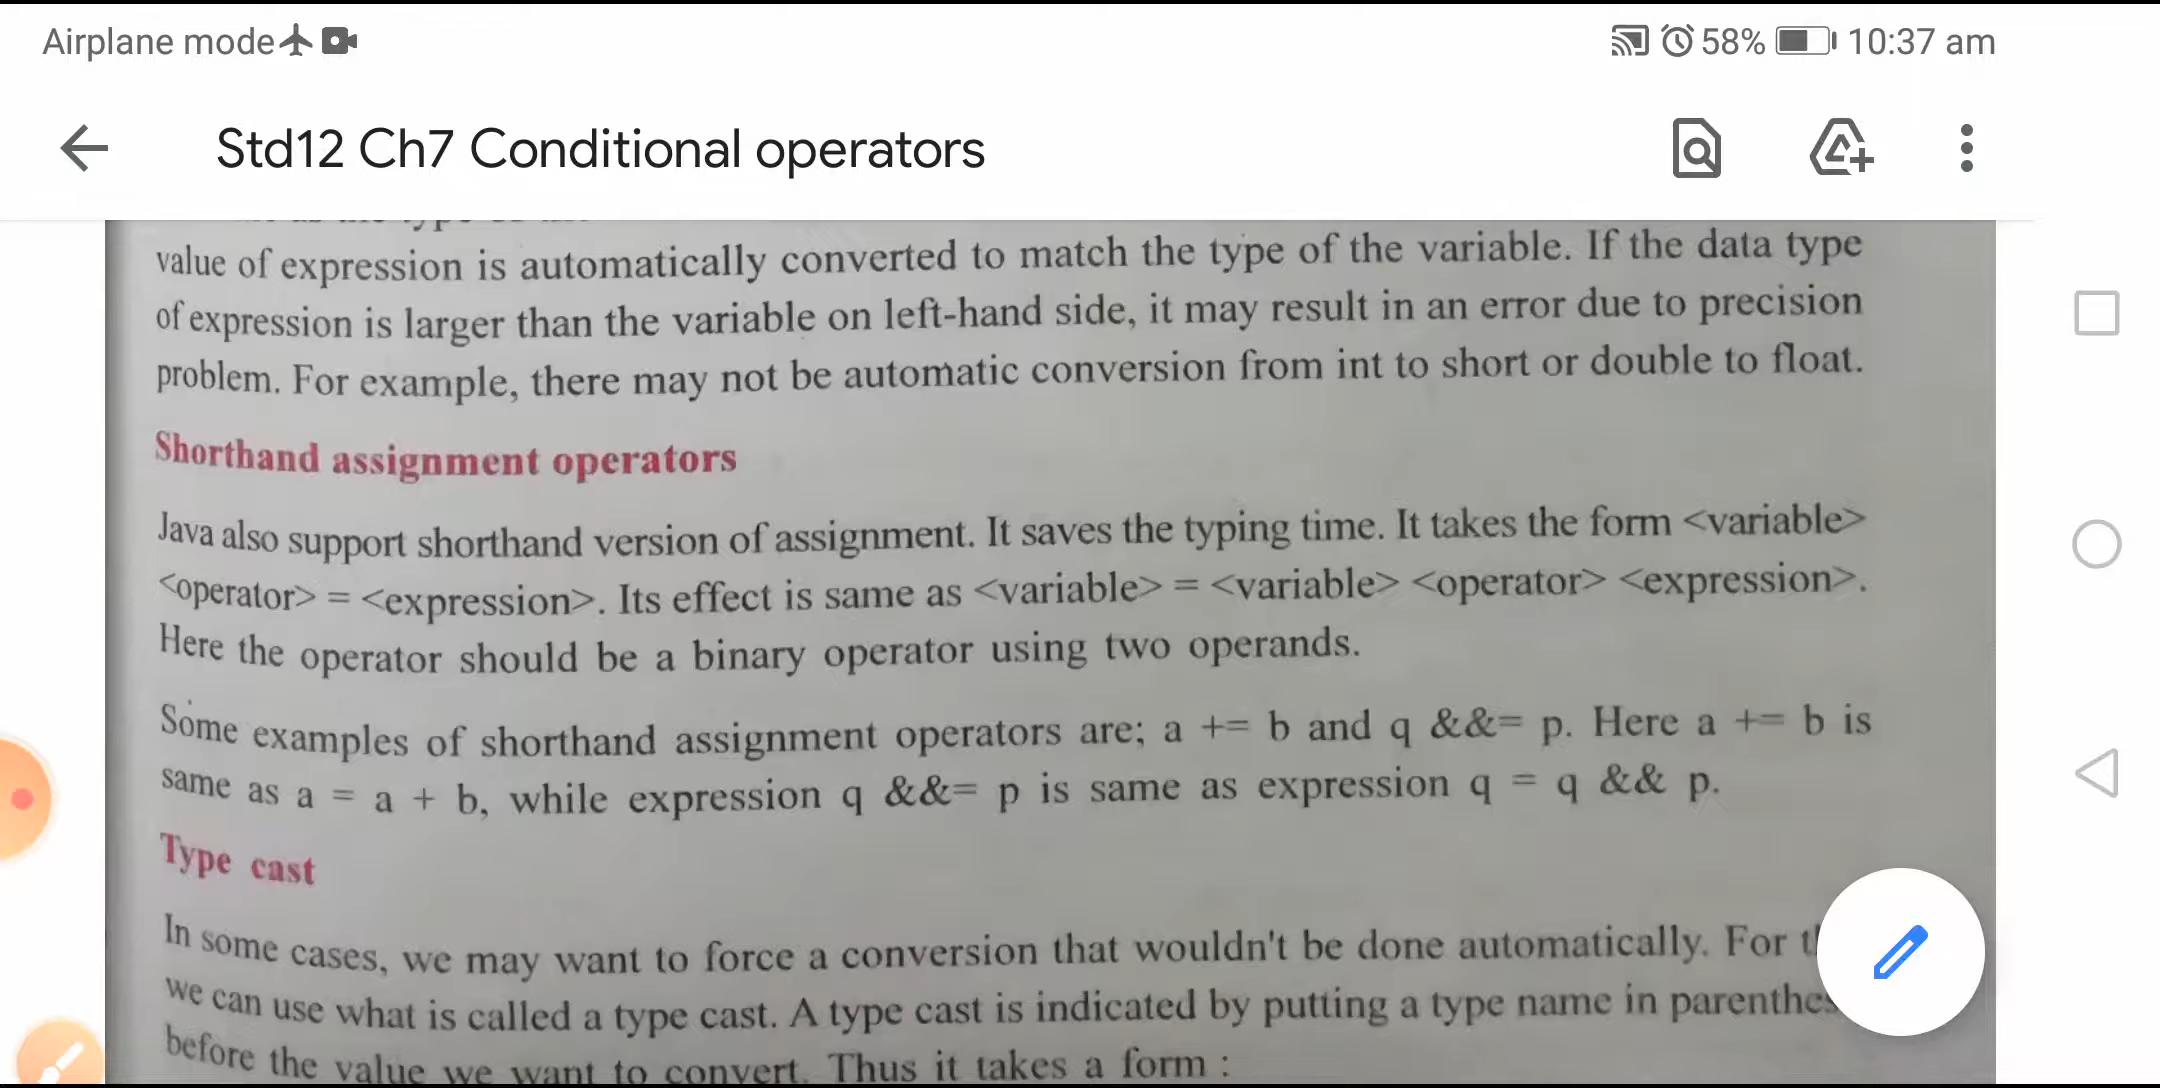 Airplane mode
58% 10:37 am
Std12 Ch7 Conditional operators
value of expression is automatically converted to match the type of the variable. If the data type
of expression is larger than the variable on left-hand side, it may result in an error due to precision
problem. For example, there may not be automatic conversion from int to short or double to float.
Shorthand assignment operators
Java also support shorthand version of assignment. It saves the typing time. It takes the form <variable>
<operator> = <expression>. Its effect is same as <variable> = <variable> <operator> <expression>.
Here the operator should be a binary operator using two operands.
Some examples of shorthand assignment operators are; a += b and q &&= p. Here a += b is
same as a = a + b, while expression q &&= p is same as expression q = q && p.
Type cast
In some cases, we may want to force a conversion that wouldn't be done automatically. For
we can use what is called a type cast. A type cast is indicated by putting a type name in
before the value we want to convert. Thus it takes a form :